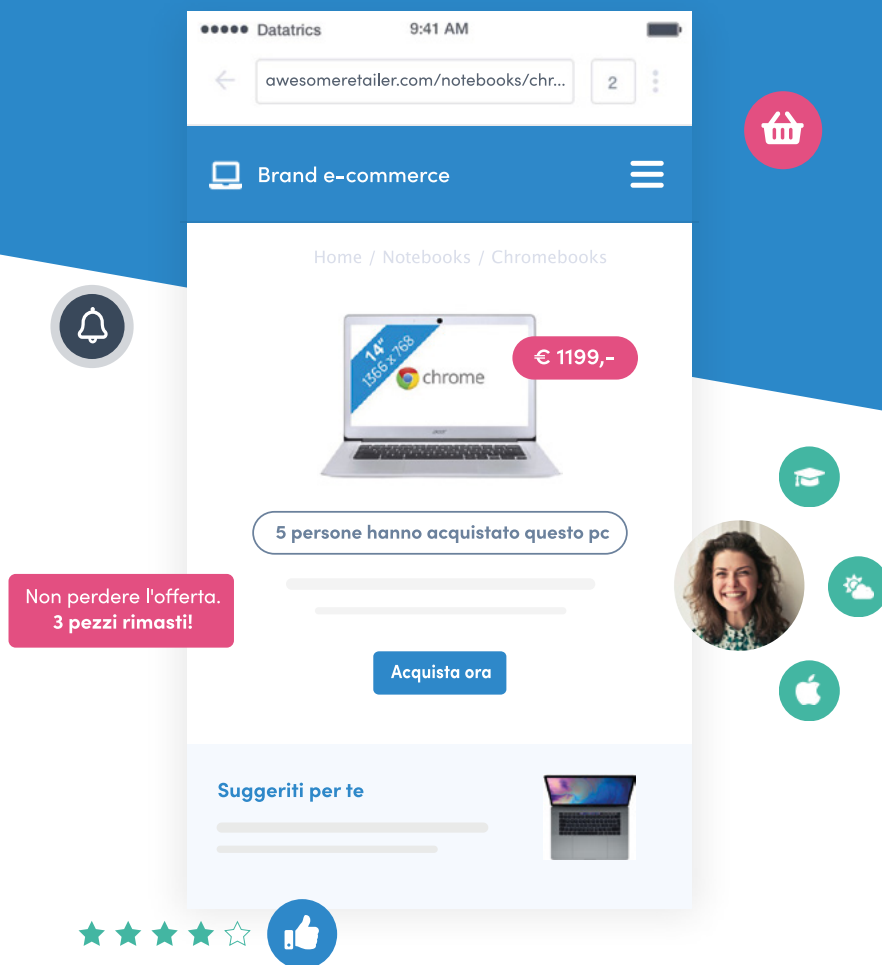 Datatrics
9:41 AM
awesomeretailer.com/notebooks/chr...
2
Brand e-commerce
Home / Notebooks / Chromebooks
14"
1366 x 768
chrome
€ 1199,-
acer
5 persone hanno acquistato questo pc
Non perdere l'offerta.
3 pezzi rimasti!
Acquista ora
Suggeriti per te